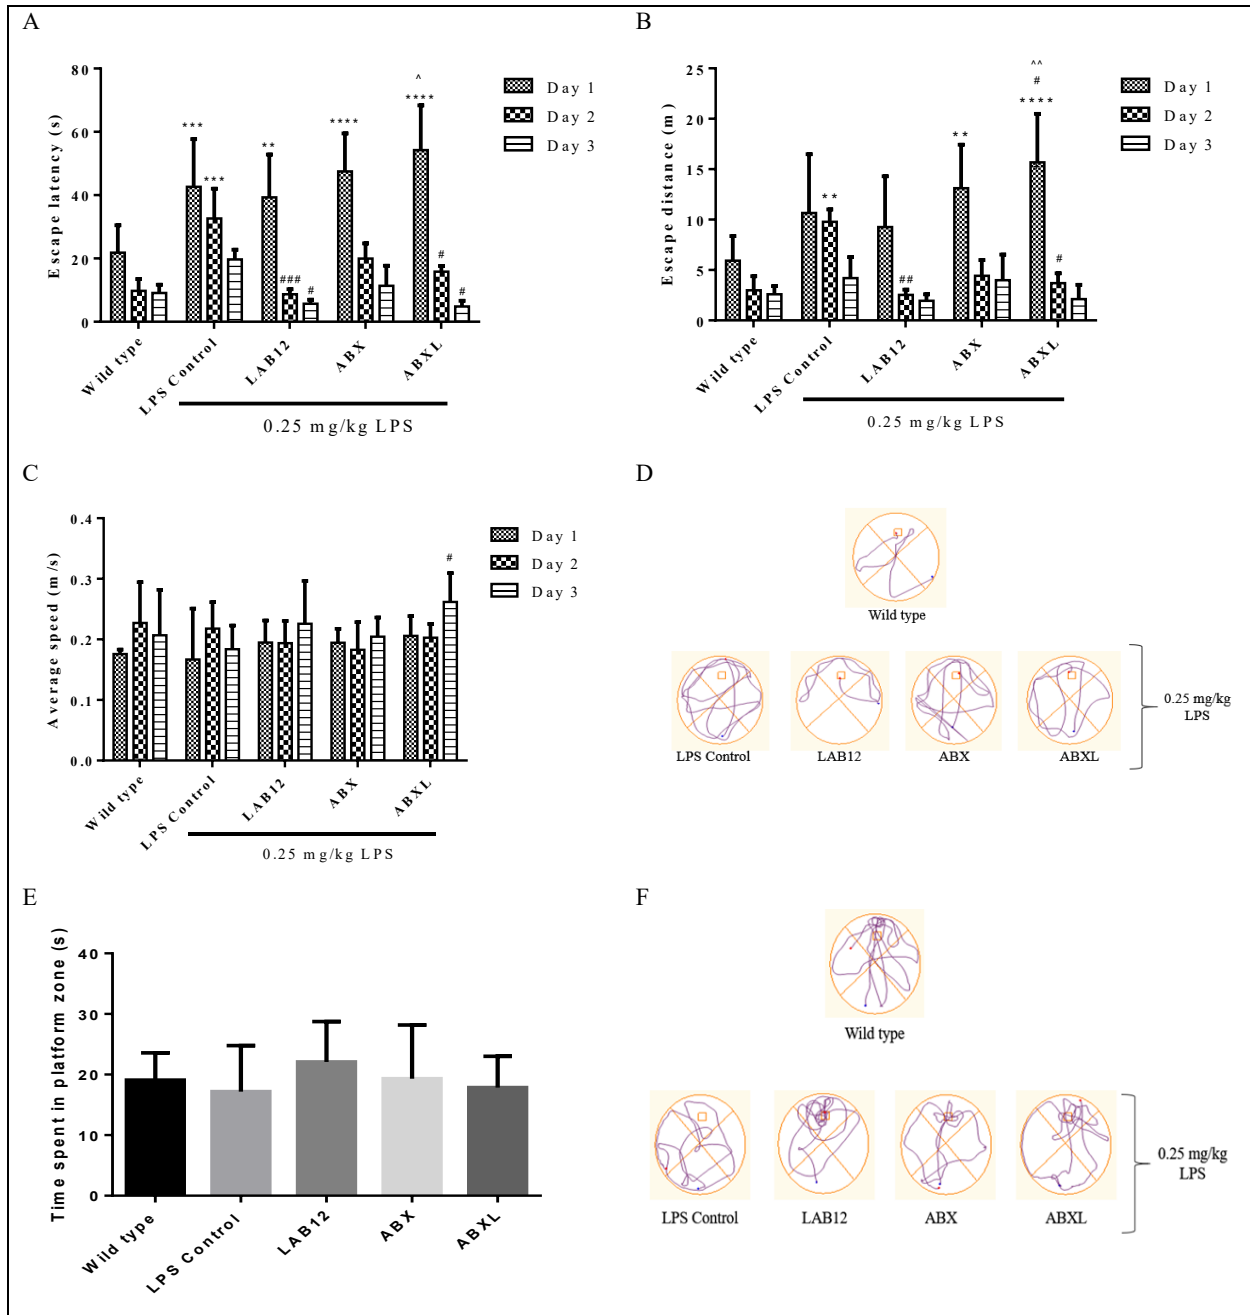 A
Escape latency (s)
80
60
40
20
0
***
***
**
###
#
****
^
****
#
#
Day 1
Day 2
Day 3
Wild type
LPS Control
LAB12
ABX
ABXL
0.25 mg/kg LPS
B
Escape distance (m)
25
20
15
10
5
0
**
##
**
^^
#
****
#
Day 1
Day 2
Day 3
Wild type
LPS Control
LAB12
ABX
ABXL
0.25 mg/kg LPS
C
Average speed (m/s)
0.4
0.3
0.2
0.1
0.0
#
Day 1
Day 2
Day 3
Wild type
LPS Control
LAB12
ABX
ABXL
0.25 mg/kg LPS
D
Wild type
LPS Control
LAB12
ABX
ABXL
0.25 mg/kg
LPS
E
Time spent in platform zone (s)
40
30
20
10
0
Wild type
LPS Control
LAB12
ABX
ABXL
F
Wild type
LPS Control
LAB12
ABX
ABXL
0.25 mg/kg
LPS